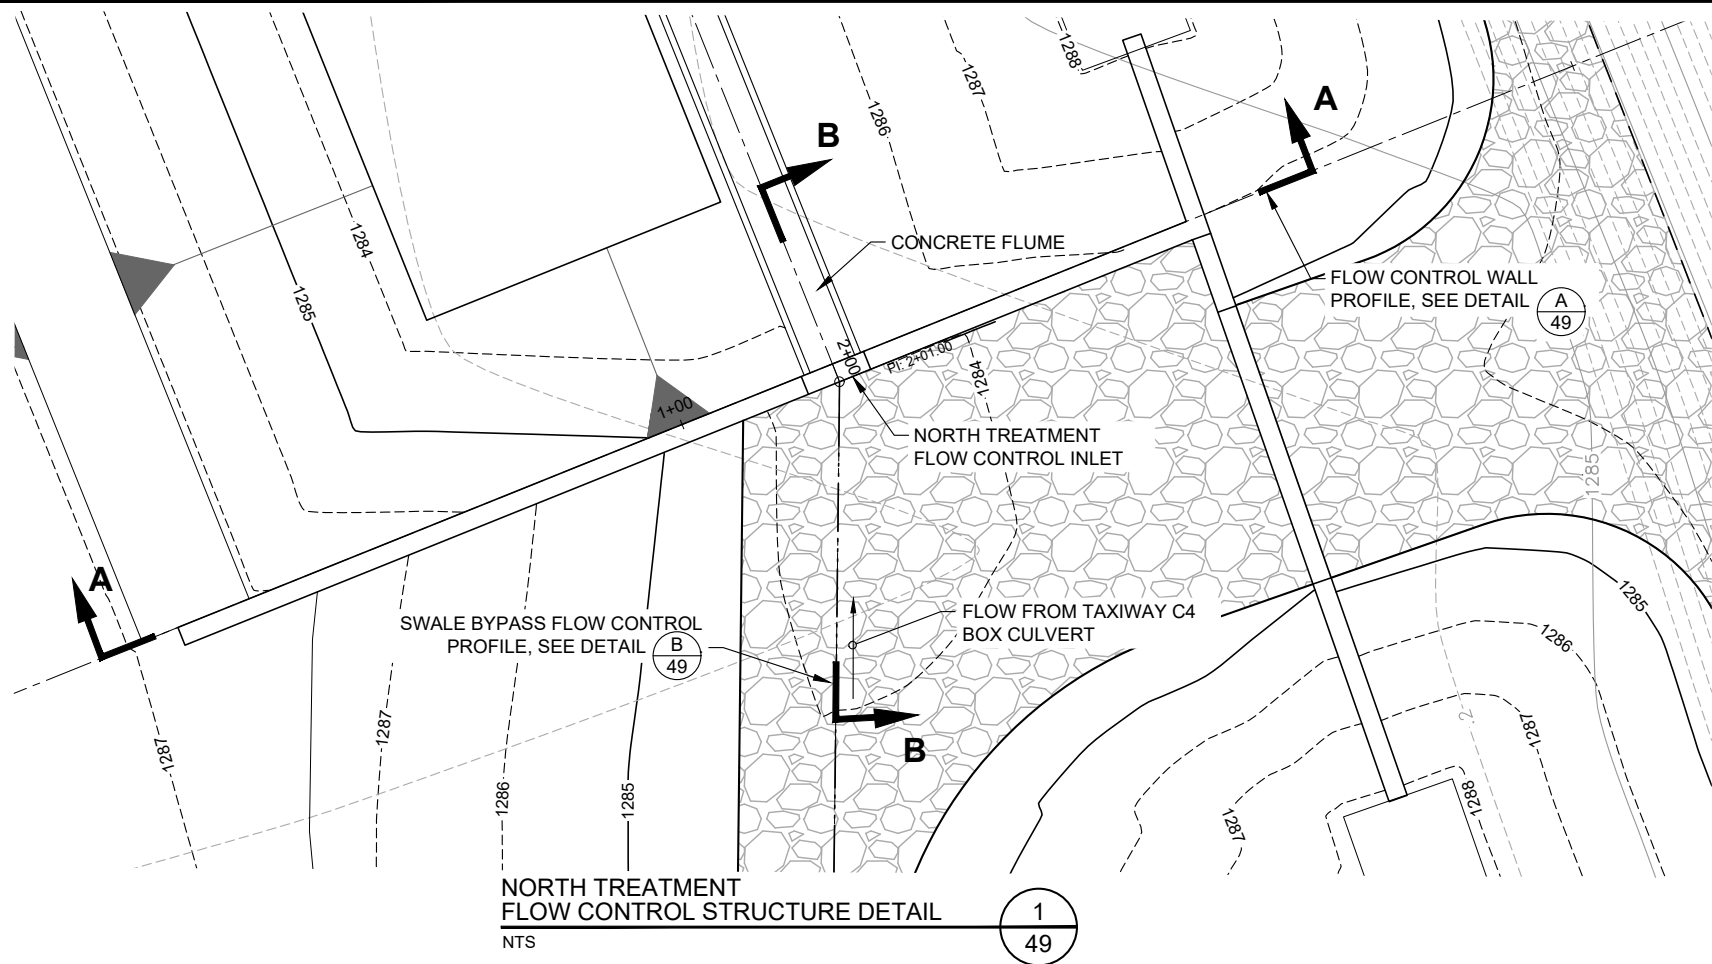 1288
1287
1286
A
B
1284
CONCRETE FLUME
1285
FLOW CONTROL WALL
PROFILE, SEE DETAIL
A
49
2+00
PI: 2+01.00
1284
1+00
NORTH TREATMENT
FLOW CONTROL INLET
1285
A
SWALE BYPASS FLOW CONTROL
PROFILE, SEE DETAIL
B
49
FLOW FROM TAXIWAY C4
BOX CULVERT
1285
1286
1287
1287
1286
1285
B
2
1287
1288
1287
NORTH TREATMENT
FLOW CONTROL STRUCTURE DETAIL
NTS
1
49